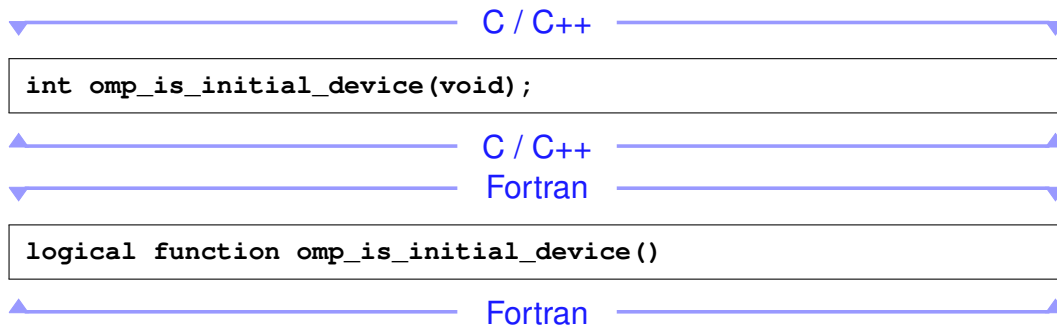 C / C++
int omp_is_initial_device(void);
C / C++
Fortran
logical function omp_is_initial_device()
Fortran